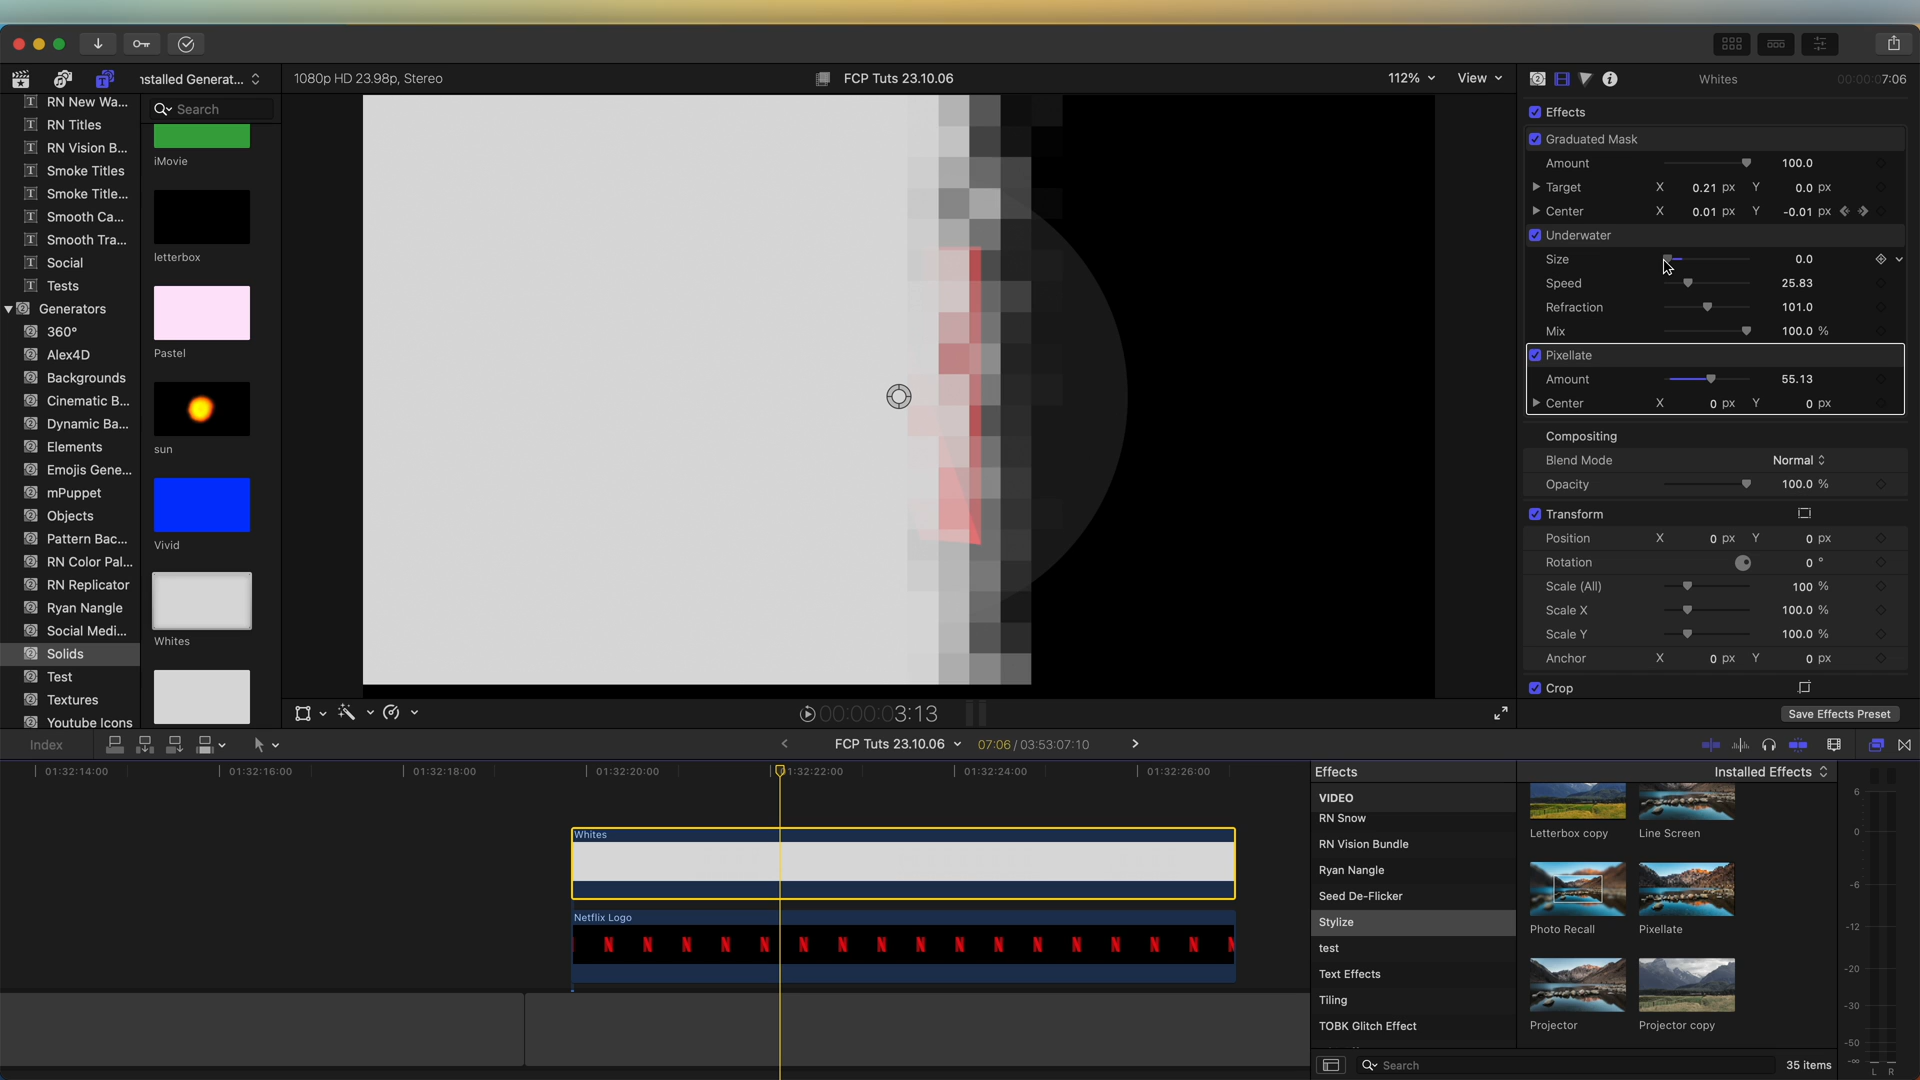 nstalled Generat...
1080p HD 23.98p, Stereo
FCP Tuts 23.10.06
112%
View
Whites
00:00:07:06
RN New Wa...
RN Titles
RN Vision B...
Smoke Titles
Smoke Title...
Smooth Ca...
Smooth Tra...
Social
Tests
Generators
360°
Alex4D
Backgrounds
Cinematic B...
Dynamic Ba...
Elements
Emojis Gene...
mPuppet
Objects
Pattern Bac...
RN Color Pal...
RN Replicator
Ryan Nangle
Social Medi...
Solids
Test
Textures
Youtube Icons
Search
iMovie
letterbox
Pastel
sun
Vivid
Whites
Effects
Graduated Mask
Amount 100.0
Target X 0.21 px Y 0.0 px
Center X 0.01 px Y -0.01 px
Underwater
Size 0.0
Speed 25.83
Refraction 101.0
Mix 100.0 %
Pixellate
Amount 55.13
Center X 0 px Y 0 px
Compositing
Blend Mode Normal
Opacity 100.0 %
Transform
Position X 0 px Y 0 px
Rotation 0 °
Scale (All) 100 %
Scale X 100.0 %
Scale Y 100.0 %
Anchor X 0 px Y 0 px
Crop
Save Effects Preset
00:00:03:13
Index
FCP Tuts 23.10.06
07:06 / 03:53:07:10
01:32:14:00
01:32:16:00
01:32:18:00
01:32:20:00
01:32:22:00
01:32:24:00
01:32:26:00
Whites
Netflix Logo
N N N N N N N N N N N N N N N N N
Effects
Installed Effects
VIDEO
RN Snow
RN Vision Bundle
Ryan Nangle
Seed De-Flicker
Stylize
test
Text Effects
Tiling
TOBK Glitch Effect
Letterbox copy
Line Screen
Photo Recall
Pixellate
Projector
Projector copy
Search
35 items
6
0
-6
-12
-20
-30
-50
-∞
L R